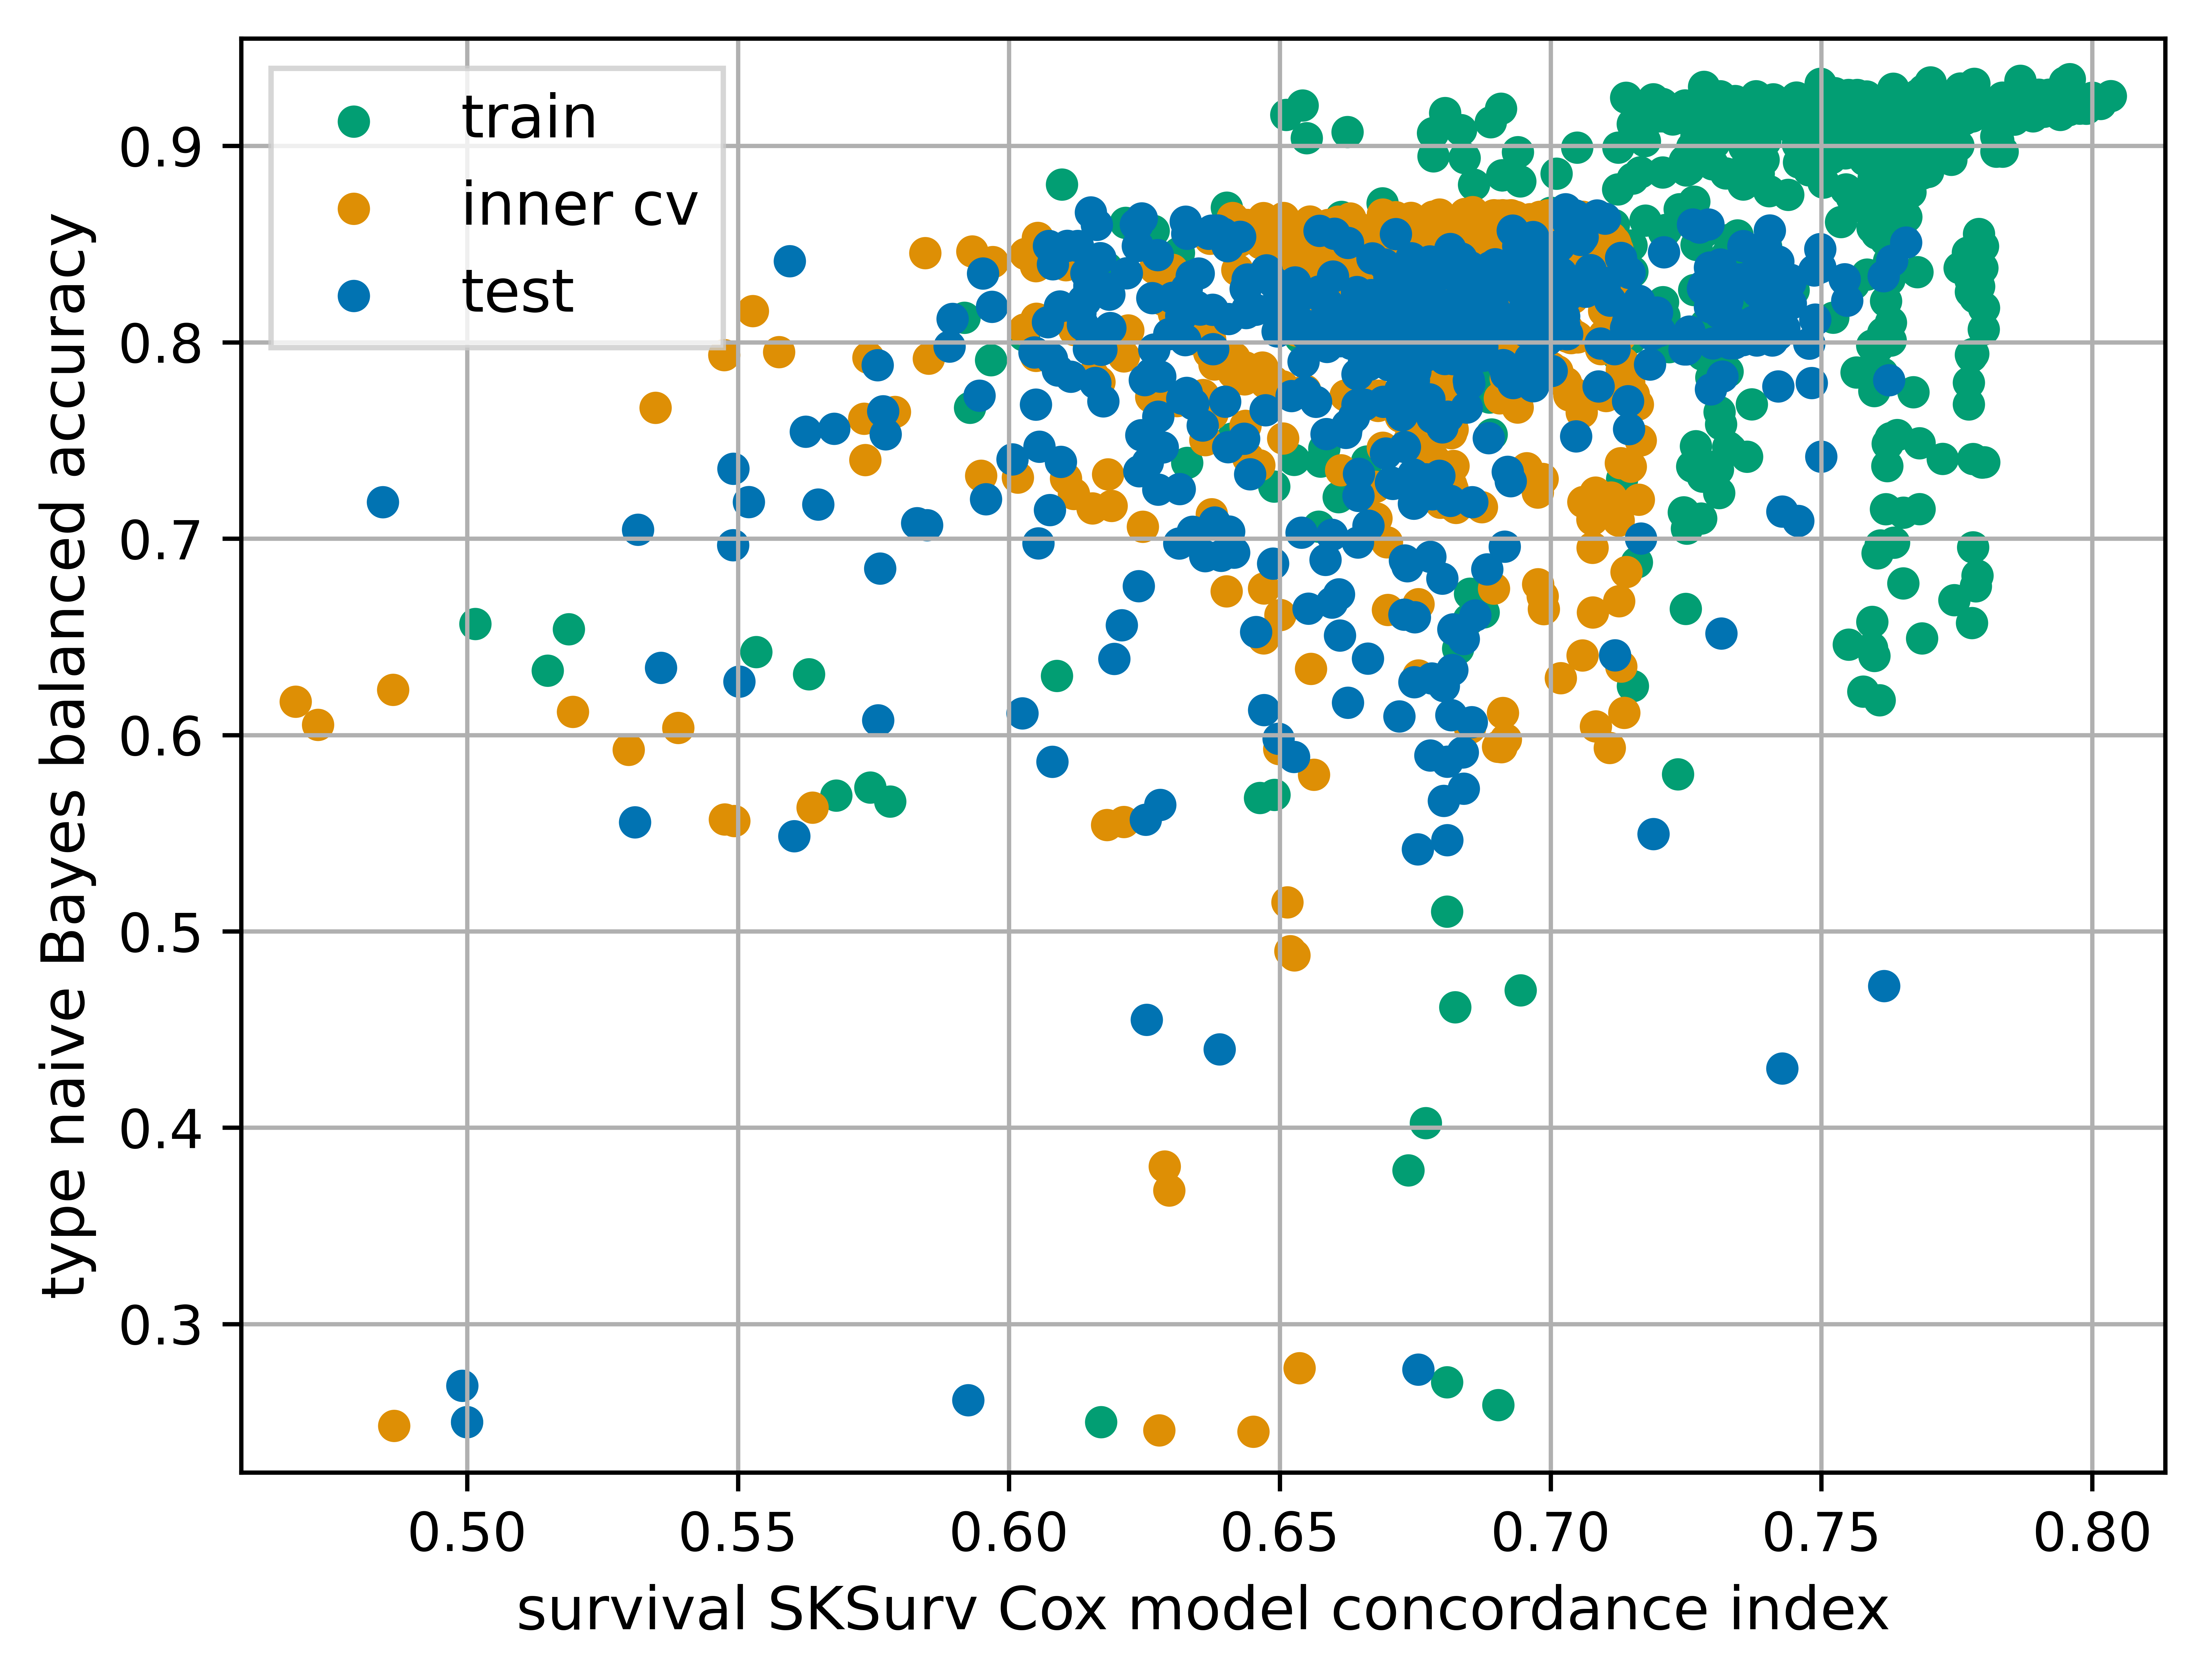 train
inner cv
test
0.9
0.8
0.7
0.6
0.5
0.4
0.3
type naive Bayes balanced accuracy
0.50 0.55 0.60 0.65 0.70 0.75 0.80
survival SKSurv Cox model concordance index